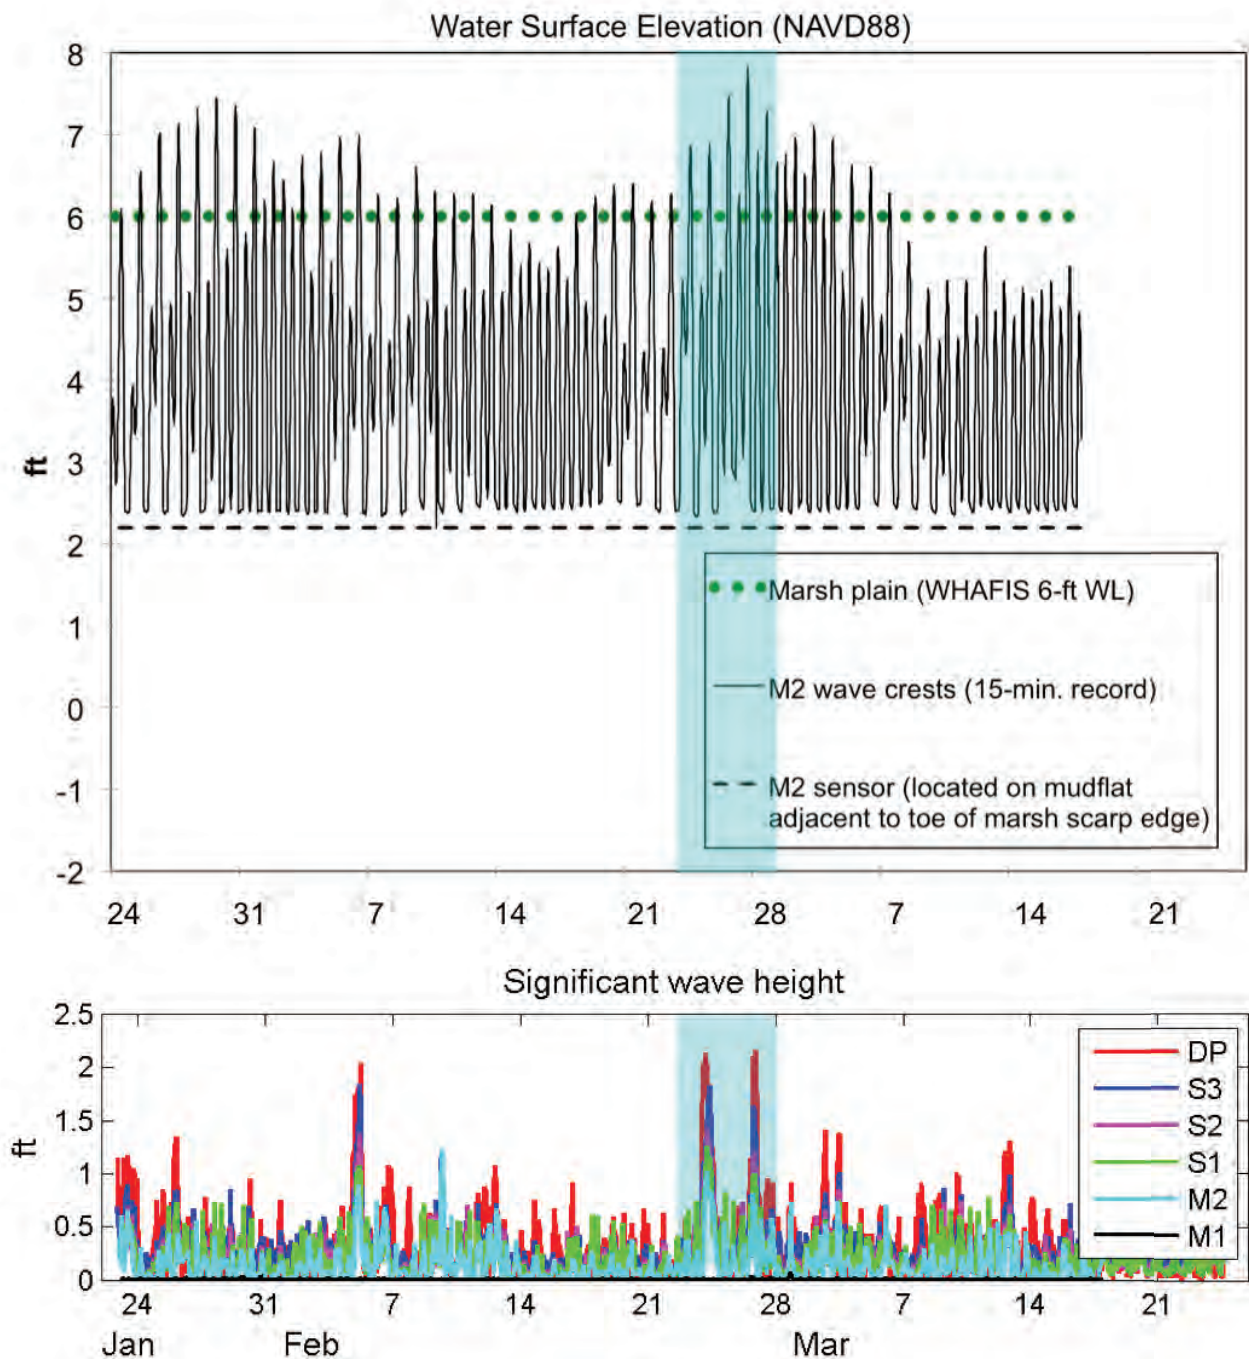 Water Surface Elevation (NAVD88)
8
7
6
5
4
3
2
1
0
-1
-2
ft
Marsh plain (WHAFIS 6-ft WL)
M2 wave crests (15-min. record)
M2 sensor (located on mudflat
adjacent to toe of marsh scarp edge)
24 31 7 14 21 28 7 14 21
Significant wave height
2.5
2
1.5
1
0.5
0
ft
DP
S3
S2
S1
M2
M1
24 31 7 14 21 28 7 14 21
Jan Feb Mar